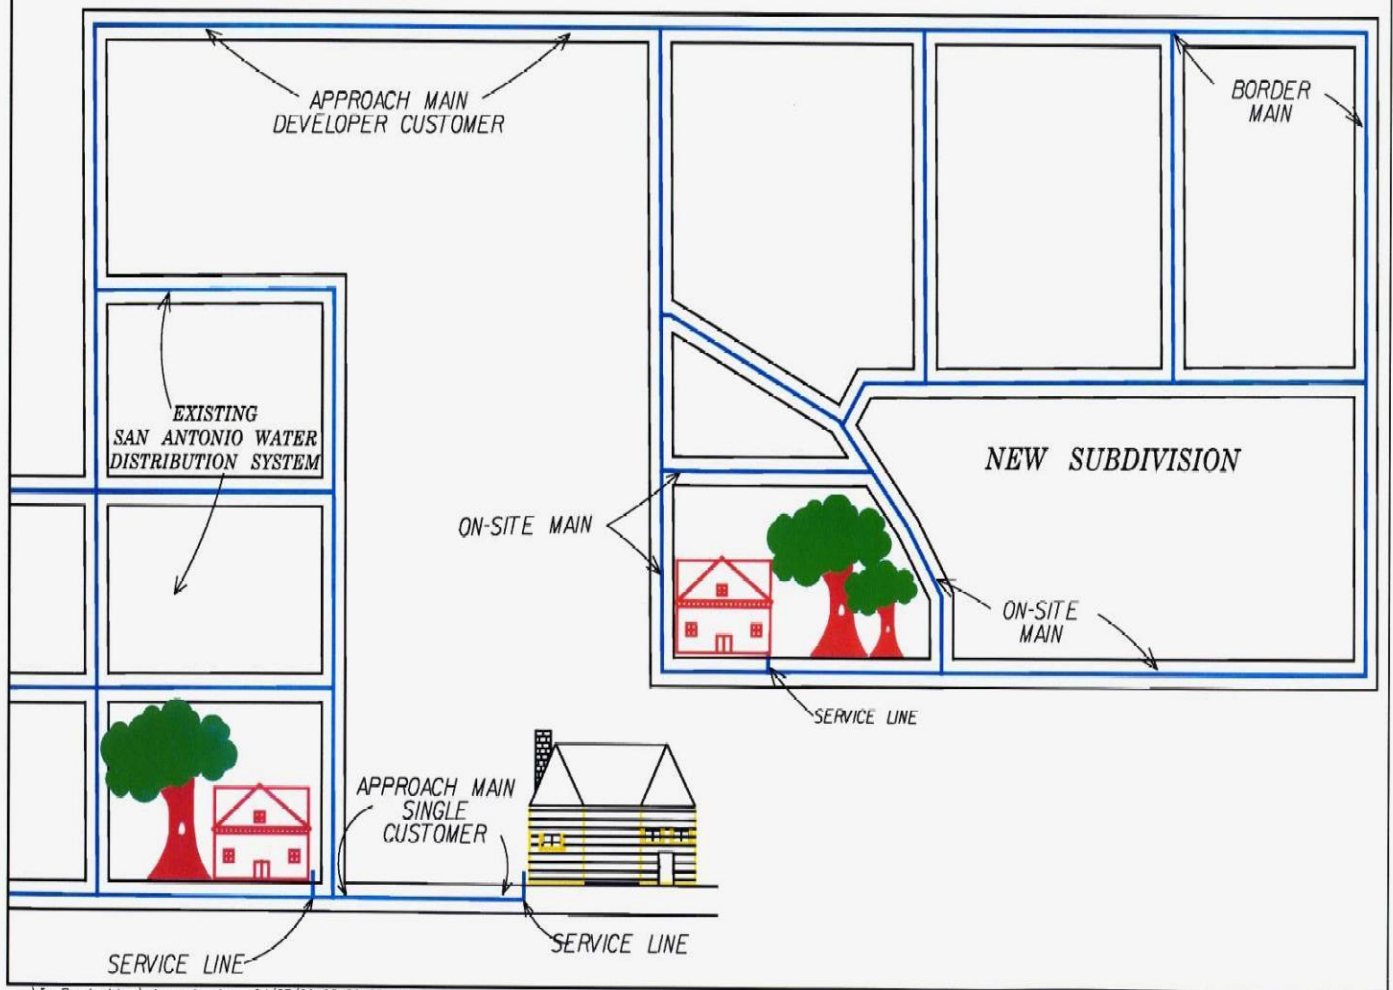 APPROACH MAIN
DEVELOPER CUSTOMER
BORDER
MAIN
EXISTING
SAN ANTONIO WATER
DISTRIBUTION SYSTEM
NEW SUBDIVISION
ON-SITE MAIN
ON-SITE
MAIN
SERVICE LINE
APPROACH MAIN
SINGLE
CUSTOMER
SERVICE LINE
SERVICE LINE